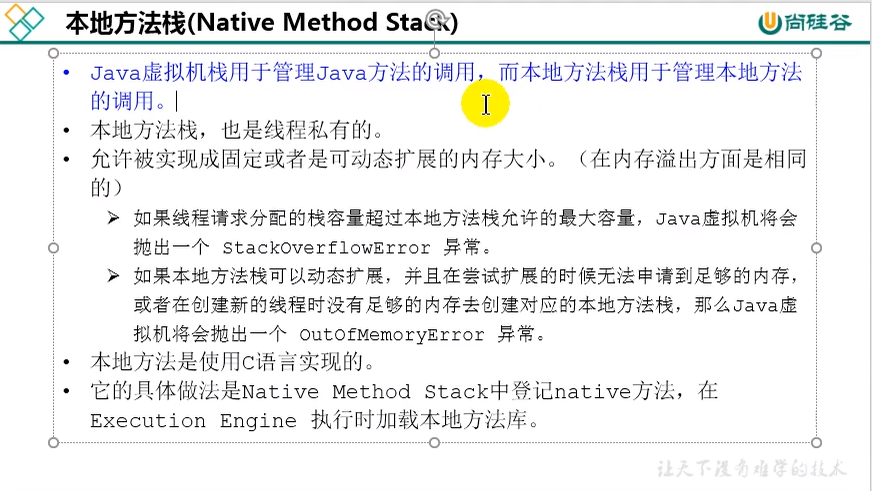 本地方法栈(Native Method Stack)
尚硅谷
• Java虚拟机栈用于管理Java方法的调用，而本地方法栈用于管理本地方法
的调用。
• 本地方法栈，也是线程私有的。
• 允许被实现成固定或者是可动态扩展的内存大小。（在内存溢出方面是相同
的）
➢ 如果线程请求分配的栈容量超过本地方法栈允许的最大容量，Java虚拟机将会
抛出一个 StackOverflowError 异常。
➢ 如果本地方法栈可以动态扩展，并且在尝试扩展的时候无法申请到足够的内存，
或者在创建新的线程时没有足够的内存去创建对应的本地方法栈，那么Java虚
拟机将会抛出一个 OutOfMemoryError 异常。
• 本地方法是使用C语言实现的。
• 它的具体做法是Native Method Stack中登记native方法，在
Execution Engine 执行时加载本地方法库。
让天下没有难学的技术